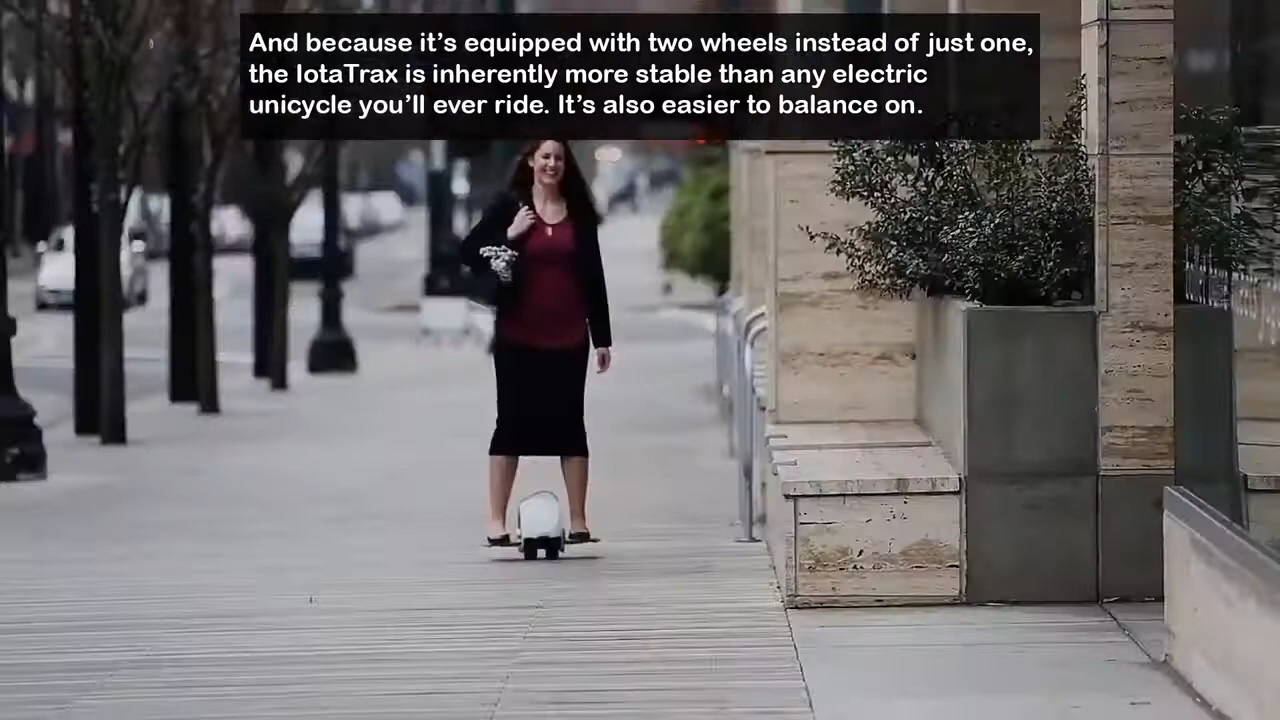 And because it’s equipped with two wheels instead of just one,
the IotaTrax is inherently more stable than any electric
unicycle you’ll ever ride. It’s also easier to balance on.